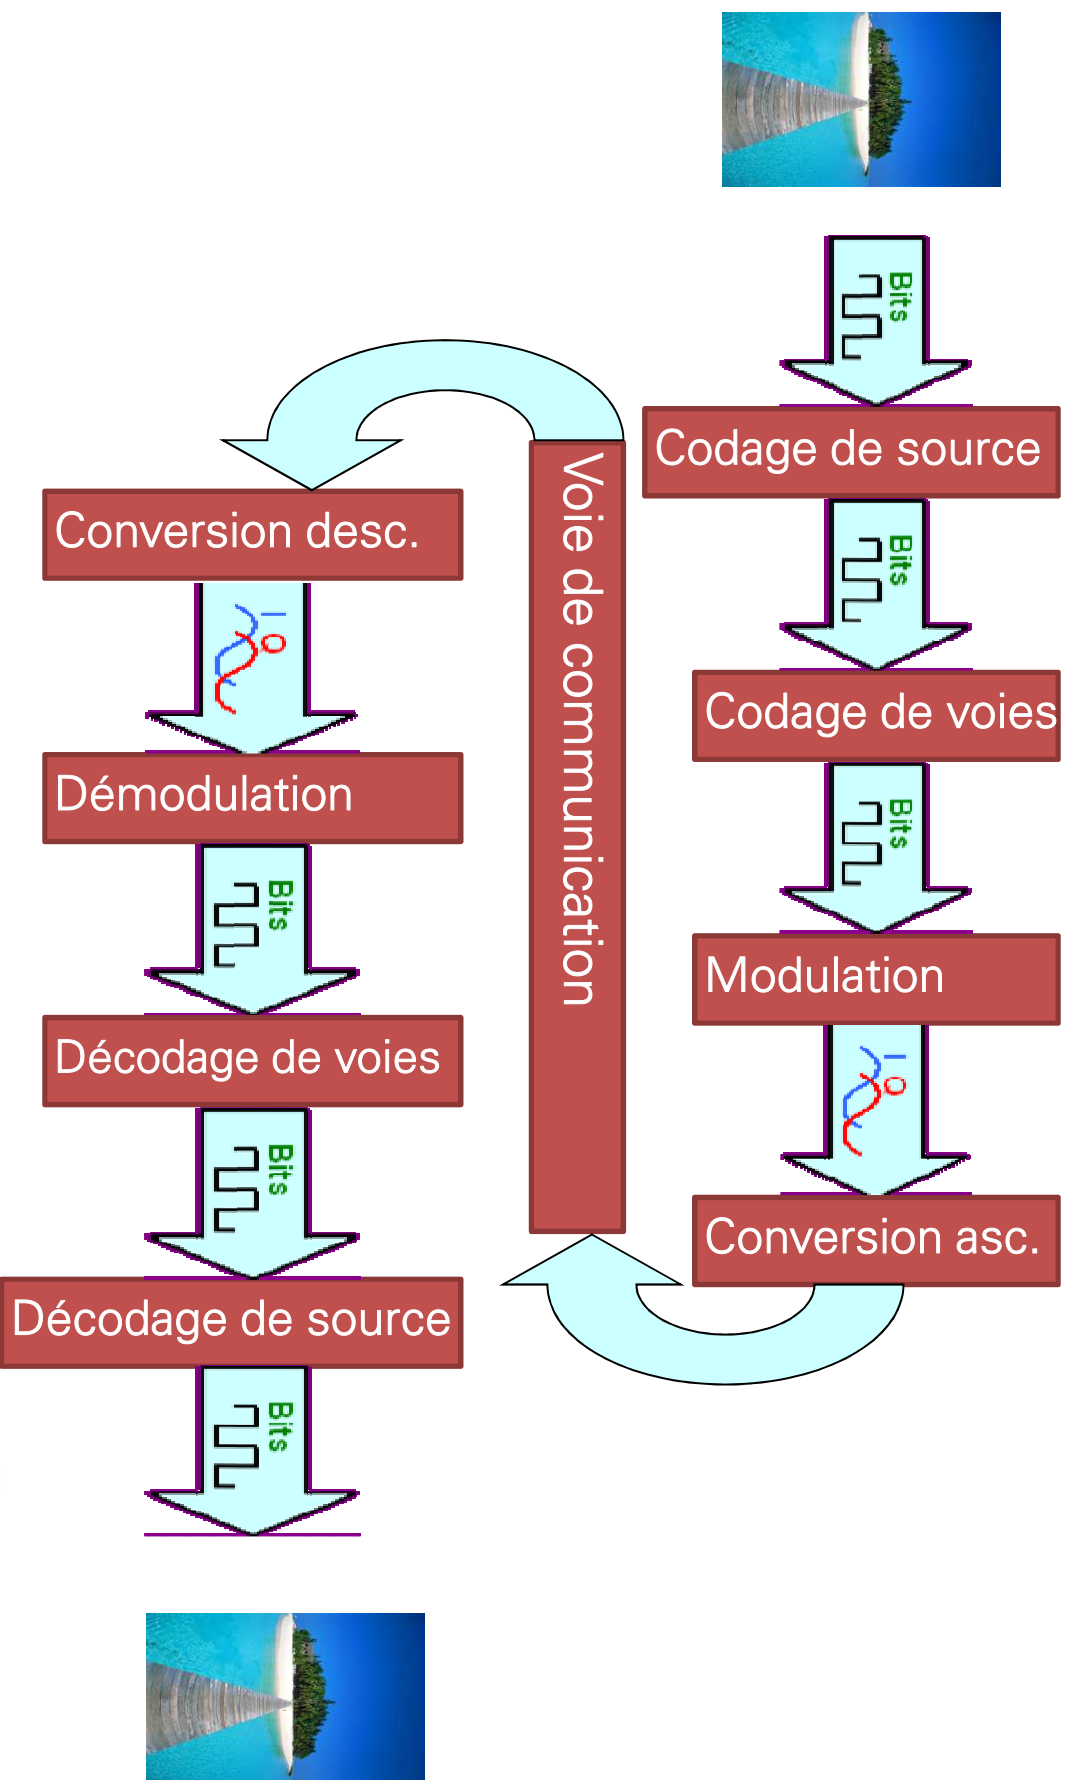 Bits
Codage de source
Bits
Codage de voies
Bits
Modulation
I
Q
Conversion asc.
Voie de communication
Conversion desc.
I
Q
Démodulation
Bits
Décodage de voies
Bits
Décodage de source
Bits